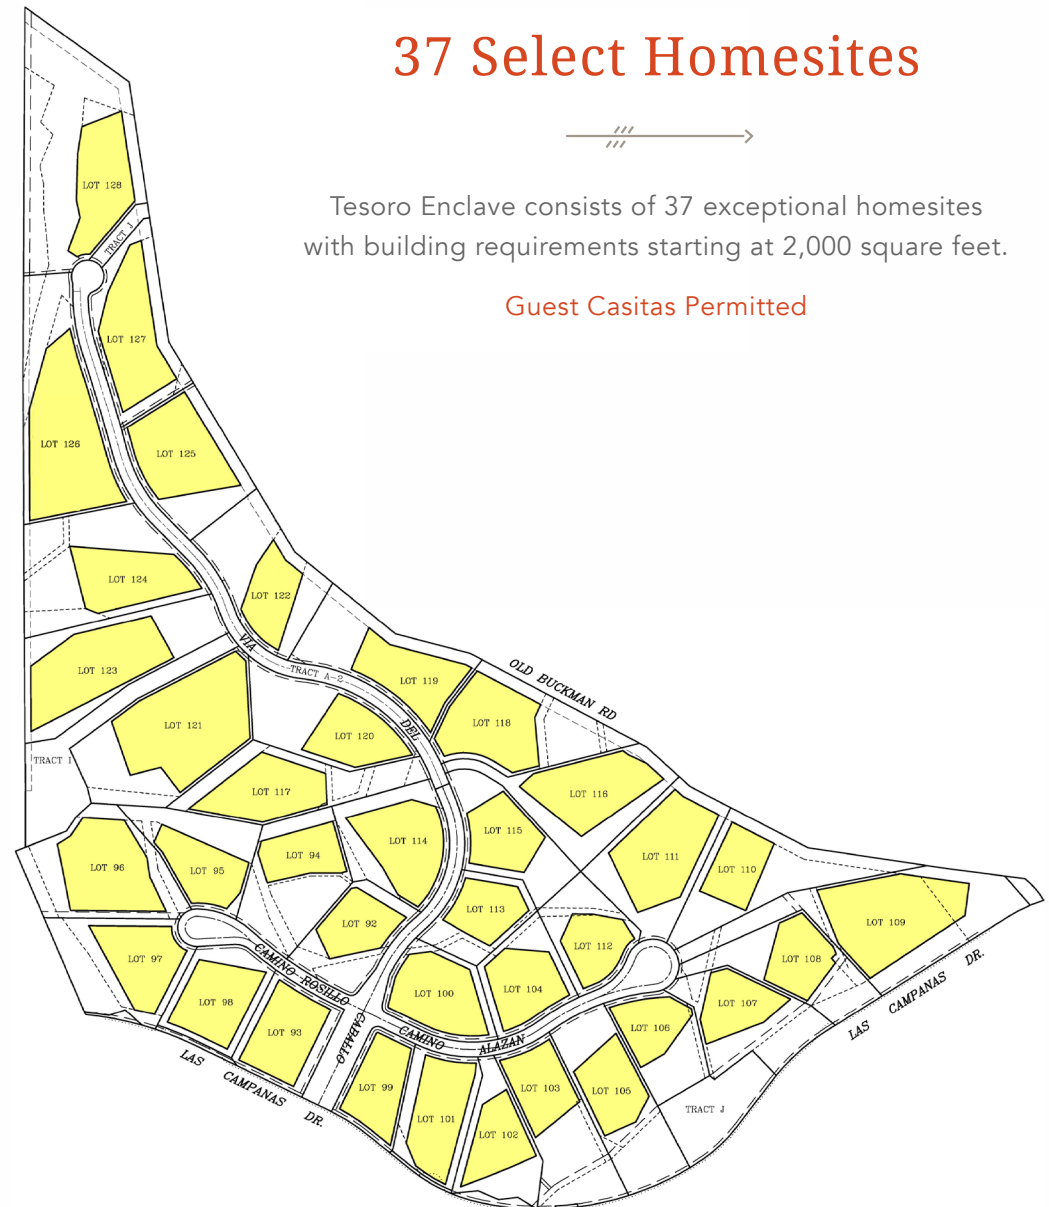 37 Select Homesites
Tesoro Enclave consists of 37 exceptional homesites
with building requirements starting at 2,000 square feet.
Guest Casitas Permitted
LOT 128
TRACT J
LOT 127
LOT 126
LOT 125
LOT 124
LOT 122
VIA
TRACT A-2
DEL
CABALLO
OLD BUCKMAN RD
LOT 123
LOT 119
LOT 121
LOT 118
LOT 120
TRACT I
LOT 117
LOT 116
LOT 114
LOT 115
LOT 96
LOT 95
LOT 94
LOT 111
LOT 110
LOT 92
LOT 113
LOT 109
LOT 112
LOT 97
CAMINO ROSILLO
LOT 108
LAS CAMPANAS DR.
LOT 98
LOT 100
LOT 104
LOT 107
LOT 93
CAMINO ALAZAN
LOT 106
LAS CAMPANAS DR.
LOT 99
LOT 103
LOT 105
LOT 101
LOT 102
TRACT J